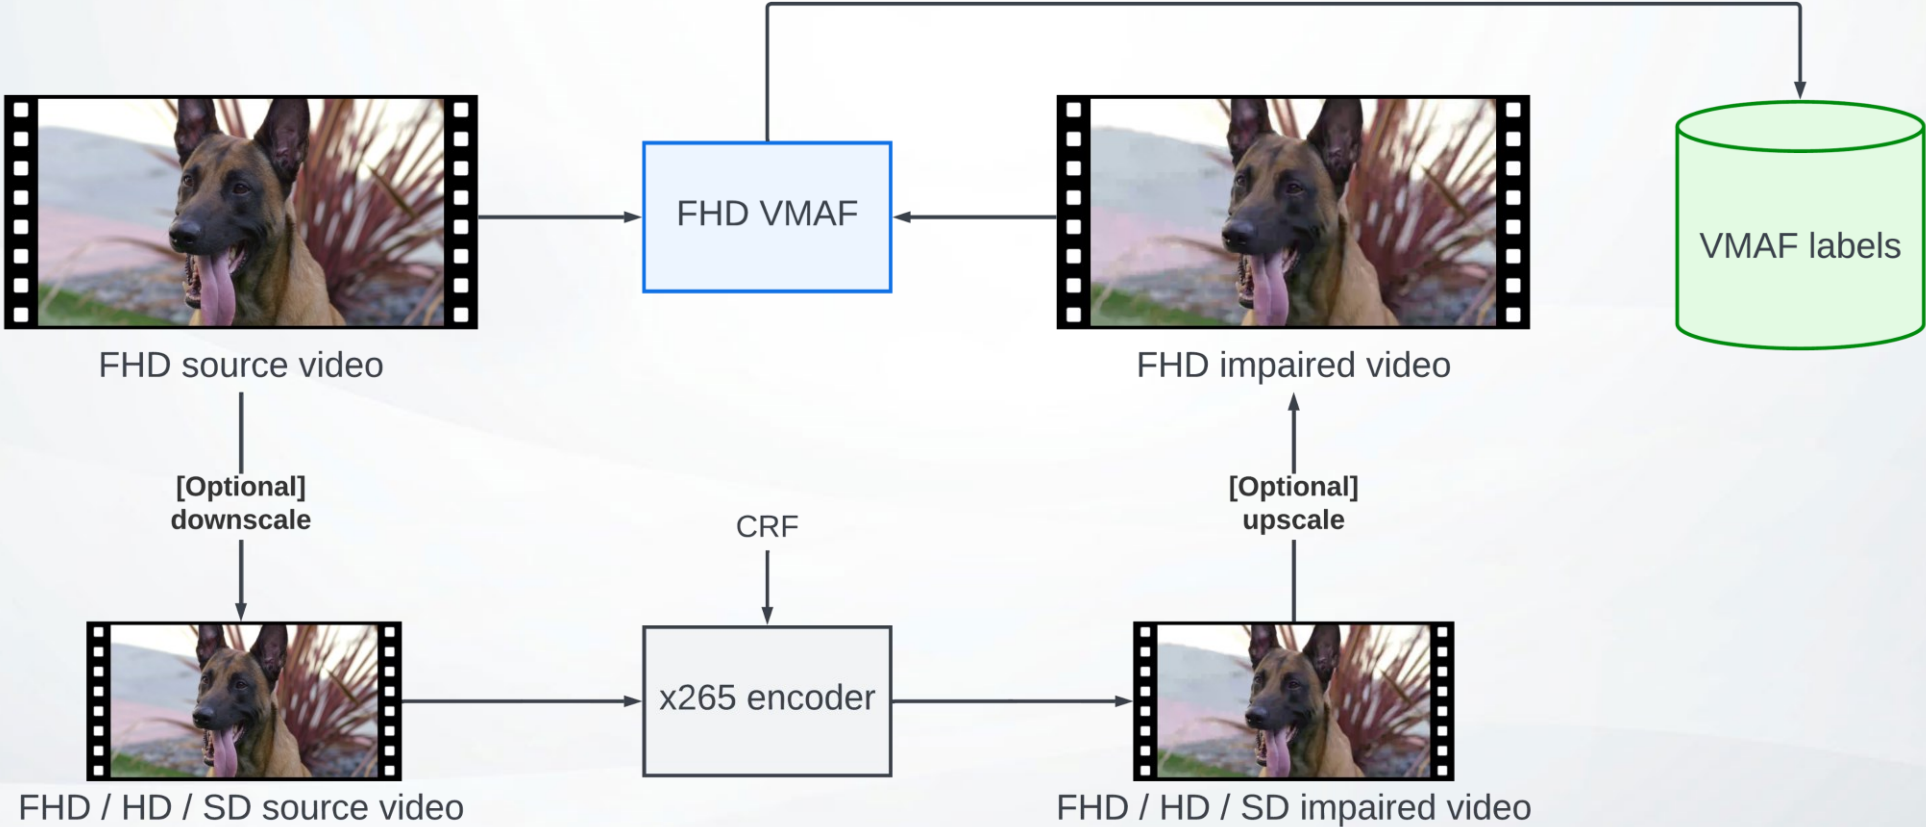 FHD VMAF
VMAF labels
FHD source video
FHD impaired video
[Optional]
downscale
[Optional]
upscale
CRF
x265 encoder
FHD / HD / SD source video
FHD / HD / SD impaired video